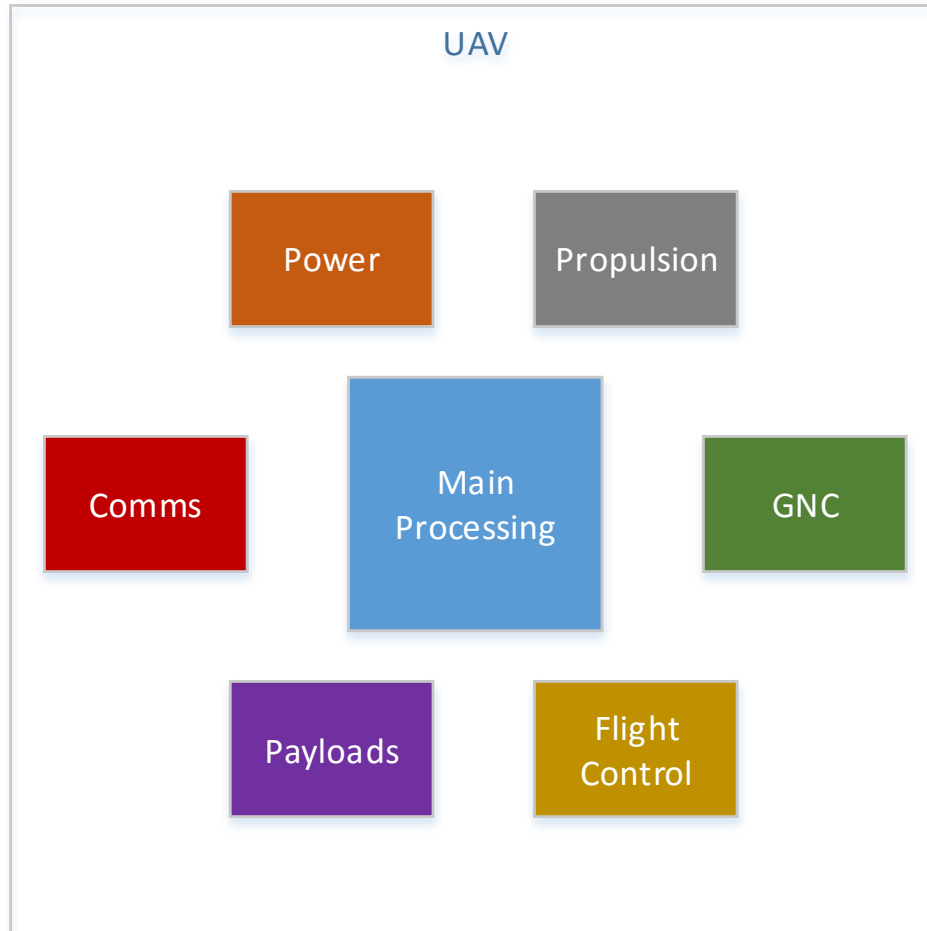 UAV
Power
Propulsion
Main
Processing
Comms
GNC
Payloads
Flight
Control